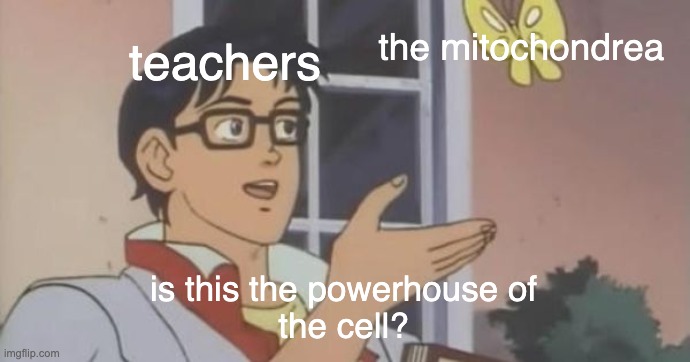 teachers
the mitochondrea
is this the powerhouse of
the cell?
imgflip.com